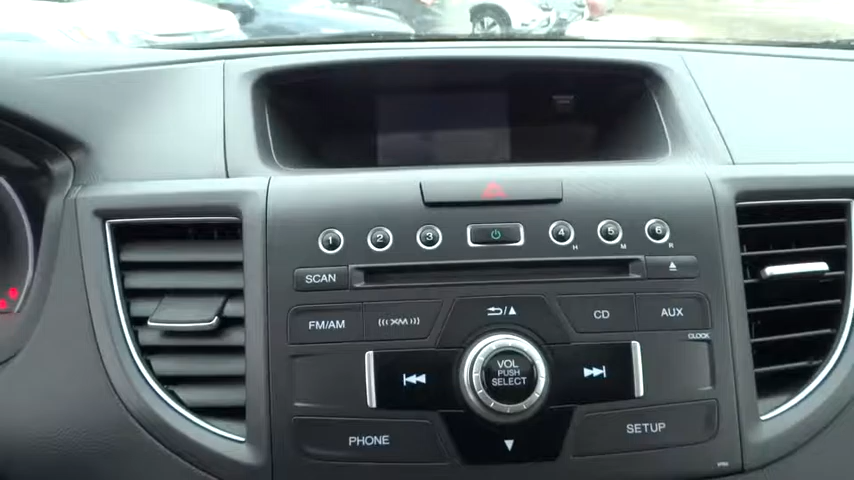 1 2 3 4 5 6
H M R
SCAN
FM/AM ((XM)) CD AUX
CLOCK
VOL
PUSH
SELECT
PHONE SETUP